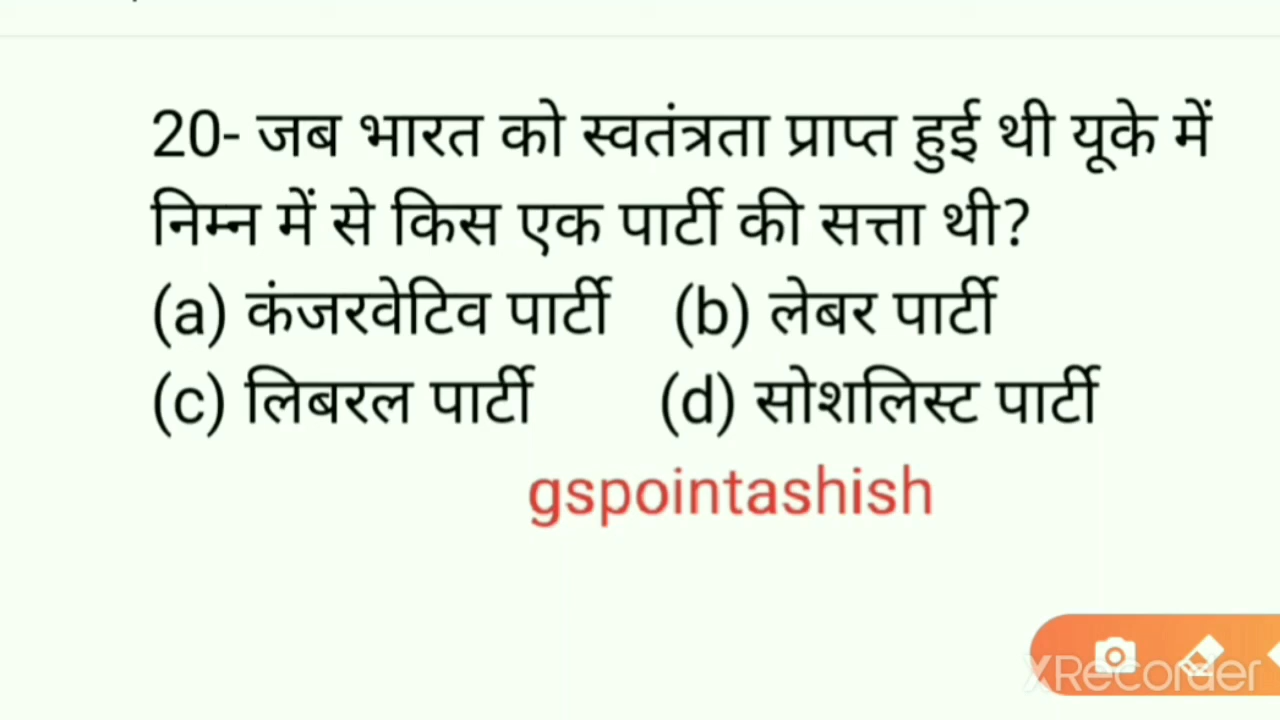 20- जब भारत को स्वतंत्रता प्राप्त हुई थी यूके में
निम्न में से किस एक पार्टी की सत्ता थी?
(a) कंजरवेटिव पार्टी (b) लेबर पार्टी
(c) लिबरल पार्टी (d) सोशलिस्ट पार्टी
gspointashish
XRecorder